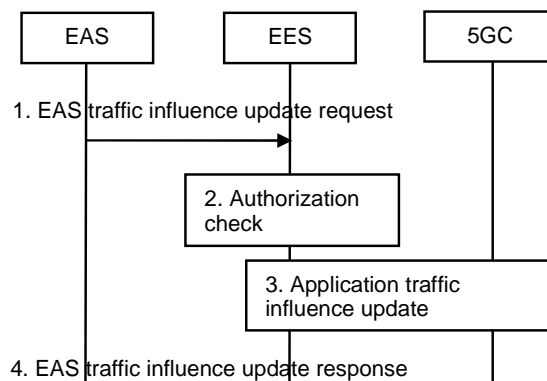 EAS
EES
5GC
1. EAS traffic influence update request
2. Authorization
check
3. Application traffic
influence update
4. EAS traffic influence update response